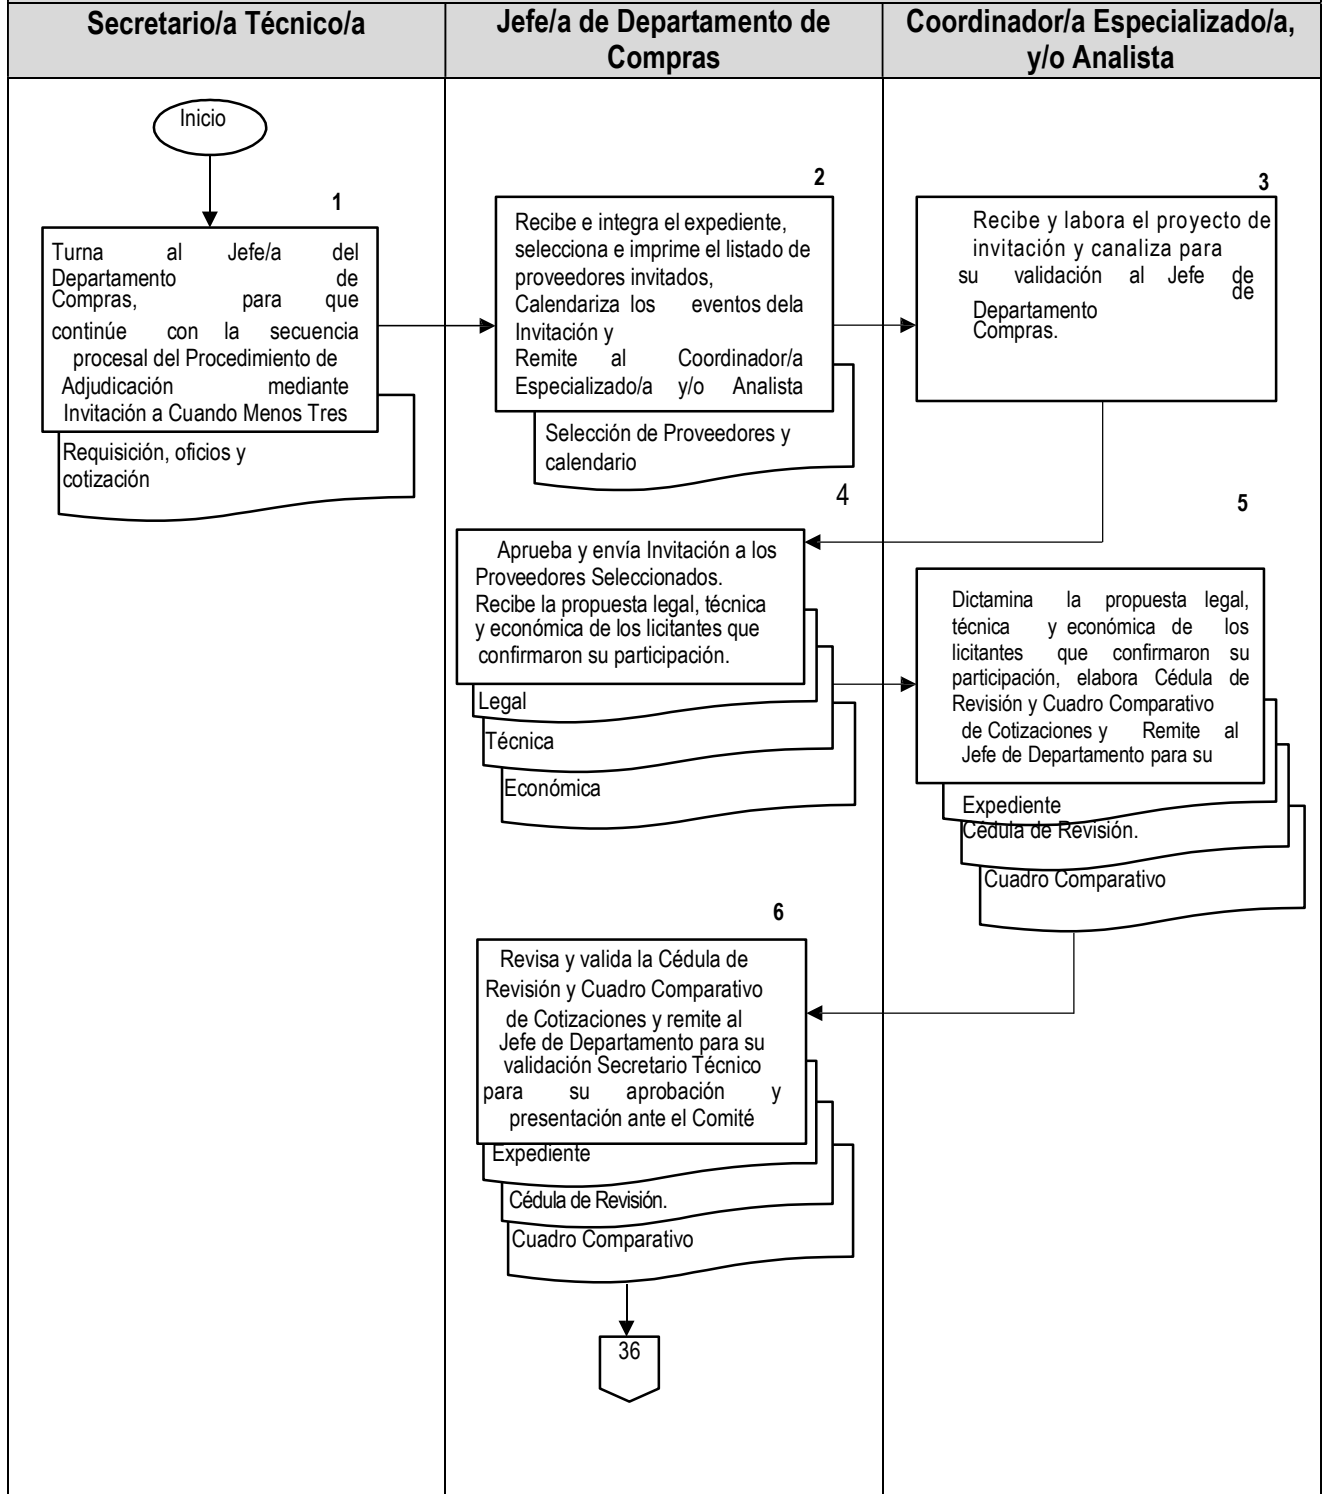 Secretario/a Técnico/a
Jefe/a de Departamento de
Compras
Coordinador/a Especializado/a,
y/o Analista
Inicio
1
Turna al Jefe/a del
Departamento de
Compras, para que
continúe con la secuencia
procesal del Procedimiento de
Adjudicación mediante
Invitación a Cuando Menos Tres
Requisición, oficios y
cotización
2
Recibe e integra el expediente,
selecciona e imprime el listado de
proveedores invitados,
Calendariza los eventos dela
Invitación y
Remite al Coordinador/a
Especializado/a y/o Analista
Selección de Proveedores y
calendario
3
Recibe y labora el proyecto de
invitación y canaliza para
su validación al Jefe de
de
Departamento
Compras.
4
Aprueba y envía Invitación a los
Proveedores Seleccionados.
Recibe la propuesta legal, técnica
y económica de los licitantes que
confirmaron su participación.
Legal
Técnica
Económica
5
Dictamina la propuesta legal,
técnica y económica de los
licitantes que confirmaron su
participación, elabora Cédula de
Revisión y Cuadro Comparativo
de Cotizaciones y Remite al
Jefe de Departamento para su
Expediente
Cédula de Revisión.
Cuadro Comparativo
6
Revisa y valida la Cédula de
Revisión y Cuadro Comparativo
de Cotizaciones y remite al
Jefe de Departamento para su
validación Secretario Técnico
para su aprobación y
presentación ante el Comité
Expediente
Cédula de Revisión.
Cuadro Comparativo
36